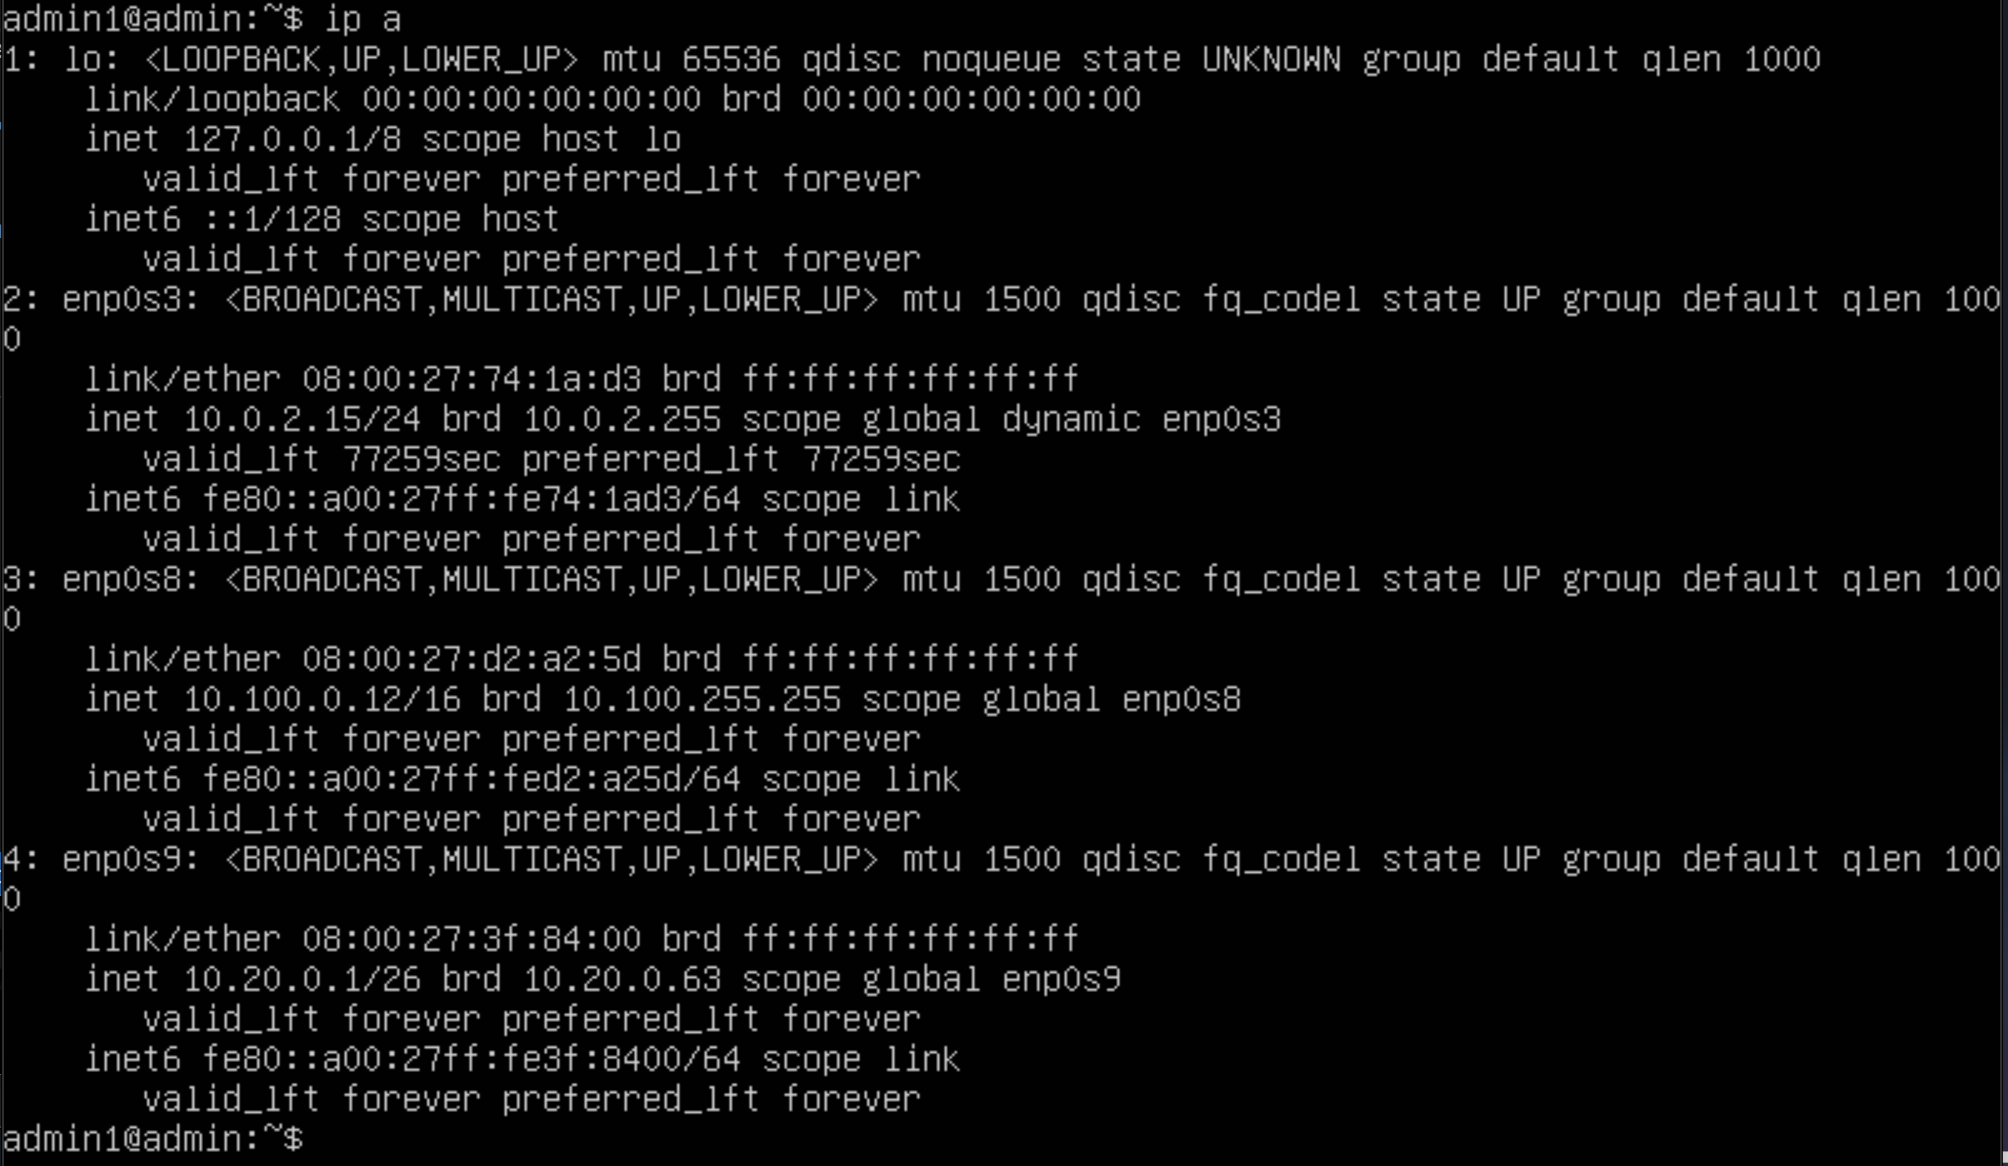 admin1@admin:~$ ip a
1: lo: <LOOPBACK,UP,LOWER_UP> mtu 65536 qdisc noqueue state UNKNOWN group default qlen 1000
    link/loopback 00:00:00:00:00:00 brd 00:00:00:00:00:00
    inet 127.0.0.1/8 scope host lo
       valid_lft forever preferred_lft forever
    inet6 ::1/128 scope host
       valid_lft forever preferred_lft forever
2: enp0s3: <BROADCAST,MULTICAST,UP,LOWER_UP> mtu 1500 qdisc fq_codel state UP group default qlen 100
0
    link/ether 08:00:27:74:1a:d3 brd ff:ff:ff:ff:ff:ff
    inet 10.0.2.15/24 brd 10.0.2.255 scope global dynamic enp0s3
       valid_lft 77259sec preferred_lft 77259sec
    inet6 fe80::a00:27ff:fe74:1ad3/64 scope link
       valid_lft forever preferred_lft forever
3: enp0s8: <BROADCAST,MULTICAST,UP,LOWER_UP> mtu 1500 qdisc fq_codel state UP group default qlen 100
0
    link/ether 08:00:27:d2:a2:5d brd ff:ff:ff:ff:ff:ff
    inet 10.100.0.12/16 brd 10.100.255.255 scope global enp0s8
       valid_lft forever preferred_lft forever
    inet6 fe80::a00:27ff:fed2:a25d/64 scope link
       valid_lft forever preferred_lft forever
4: enp0s9: <BROADCAST,MULTICAST,UP,LOWER_UP> mtu 1500 qdisc fq_codel state UP group default qlen 100
0
    link/ether 08:00:27:3f:84:00 brd ff:ff:ff:ff:ff:ff
    inet 10.20.0.1/26 brd 10.20.0.63 scope global enp0s9
       valid_lft forever preferred_lft forever
    inet6 fe80::a00:27ff:fe3f:8400/64 scope link
       valid_lft forever preferred_lft forever
admin1@admin:~$